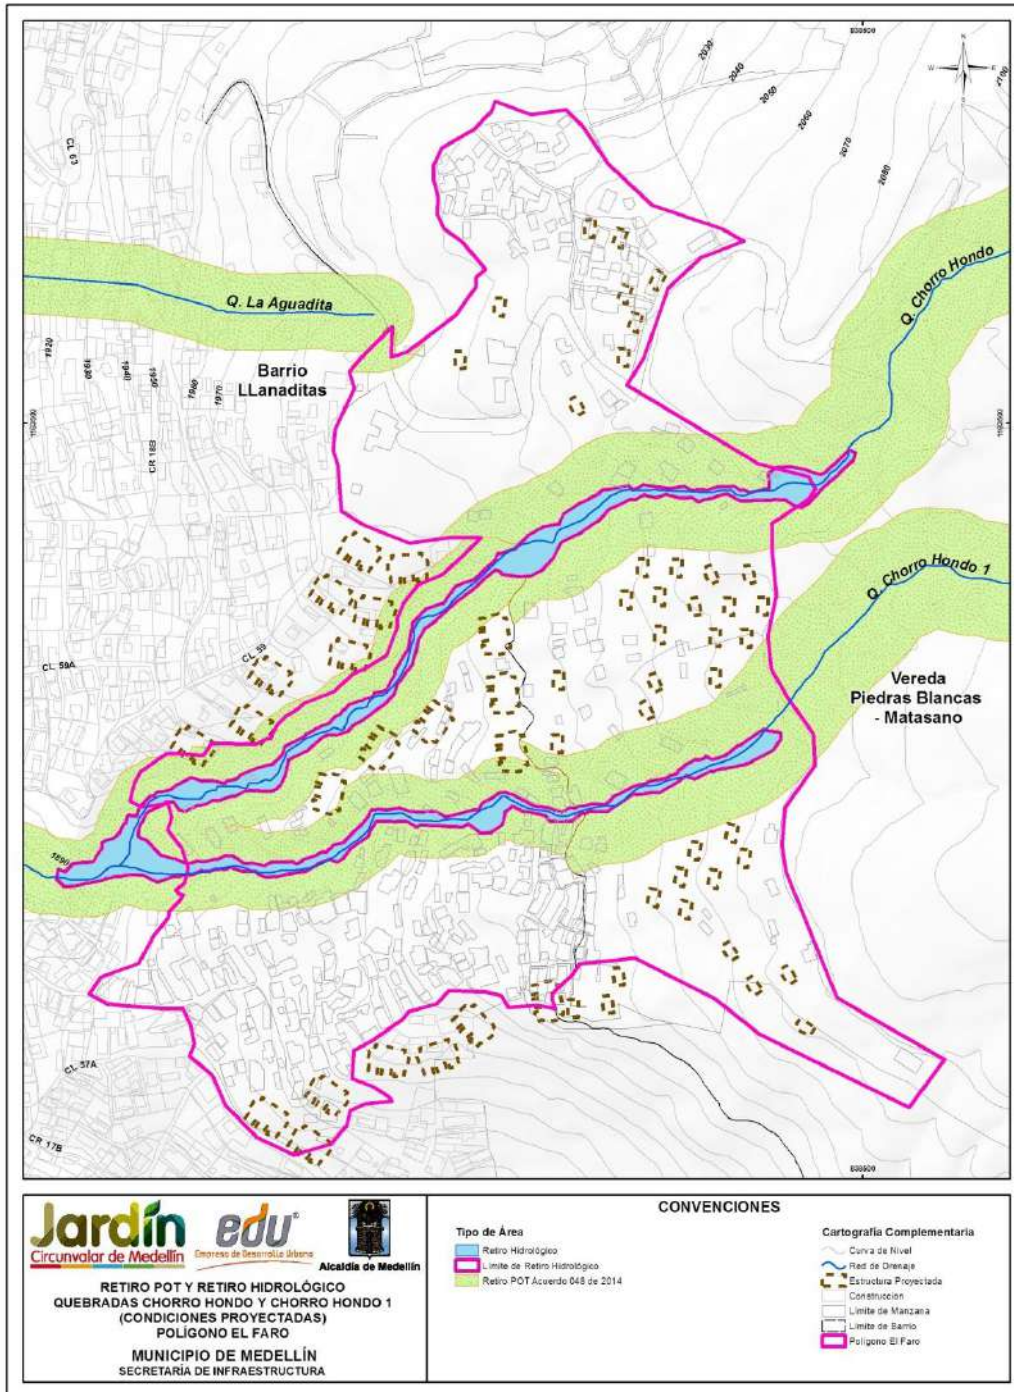 838500
N
W
E
S
2030
2040
2050
2060
2070
2080
2100
CL 63
Q. Chorro Hondo
Q. La Aguadita
Barrio
LLanaditas
1920
1930
1940
1950
1960
1970
CR 18B
Q. Chorro Hondo 1
CL 59
CL 59A
Vereda
Piedras Blancas
- Matasano
1890
CL 57A
CR 17B
838500
Jardín
Circunvalar de Medellín
edu®
Empresa de Desarrollo Urbano
Alcaldía de Medellín
RETIRO POT Y RETIRO HIDROLÓGICO
QUEBRADAS CHORRO HONDO Y CHORRO HONDO 1
(CONDICIONES PROYECTADAS)
POLÍGONO EL FARO
MUNICIPIO DE MEDELLÍN
SECRETARÍA DE INFRAESTRUCTURA
CONVENCIONES
Tipo de Área
Retiro Hidrológico
Límite de Retiro Hidrológico
Retiro POT Acuerdo 048 de 2014
Cartografía Complementaria
Curva de Nivel
Red de Drenaje
Estructura Proyectada
Construcción
Límite de Manzana
Límite de Barrio
Polígono El Faro